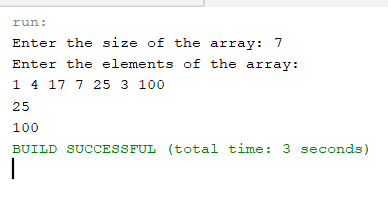 run:
Enter the size of the array: 7
Enter the elements of the array:
1 4 17 7 25 3 100
25
100
BUILD SUCCESSFUL (total time: 3 seconds)